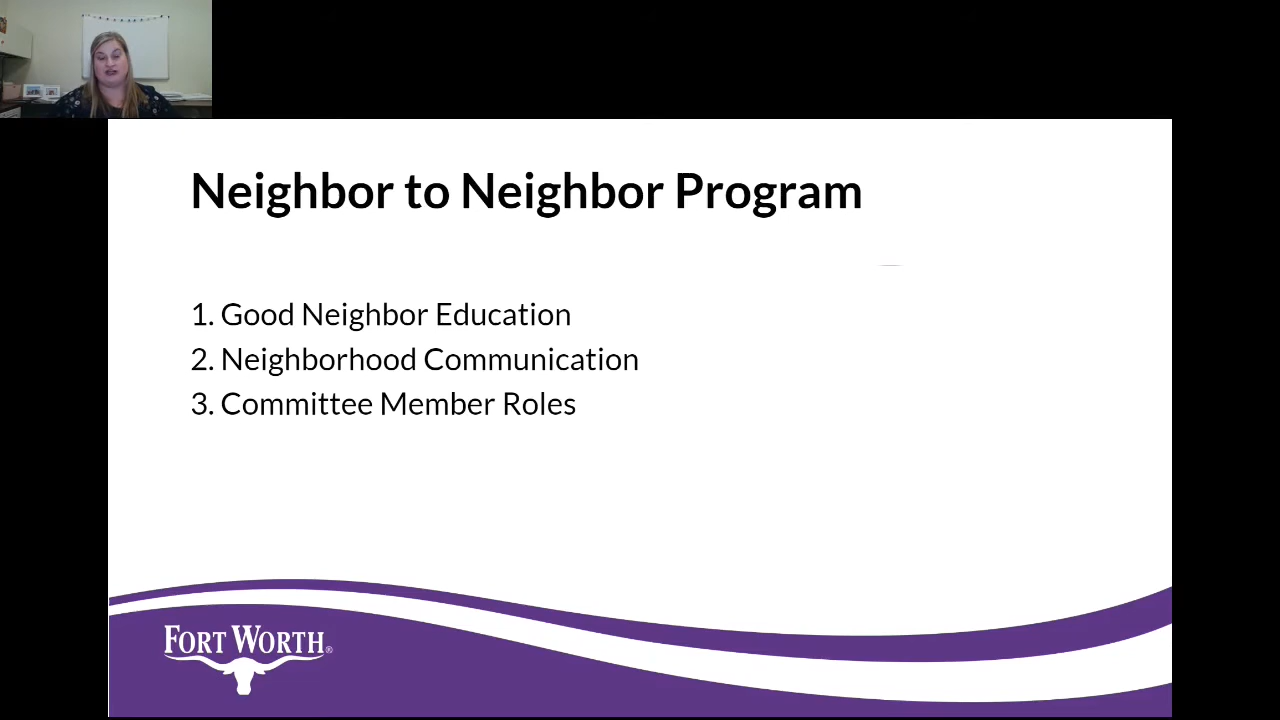 Neighbor to Neighbor Program
1. Good Neighbor Education
2. Neighborhood Communication
3. Committee Member Roles
FORT WORTH®